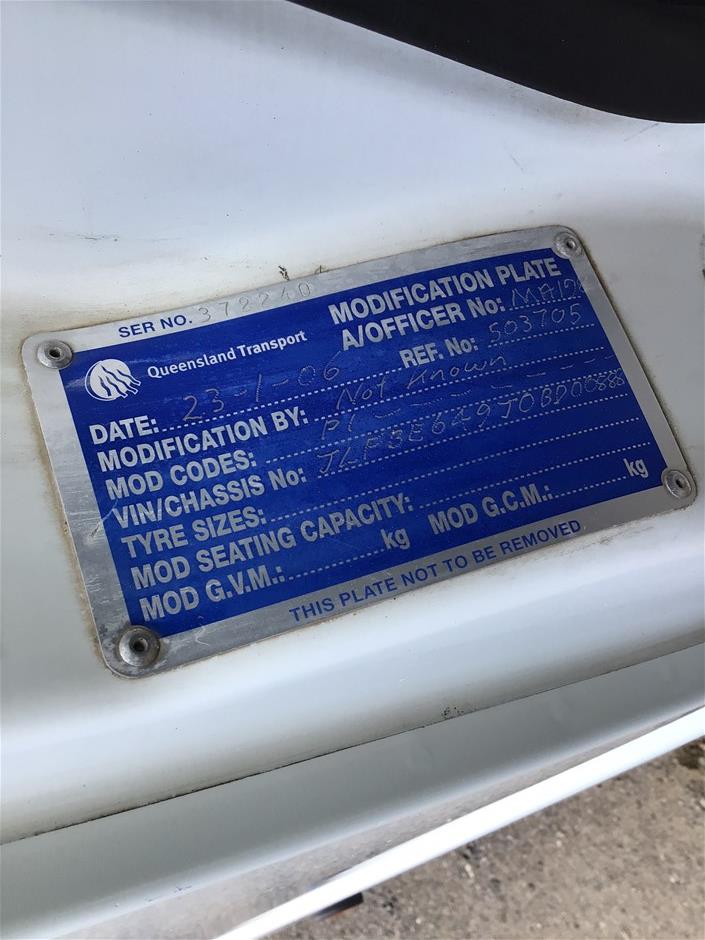 SER NO. 372240
MODIFICATION PLATE
Queensland Transport
A/OFFICER No:
REF. No: 503705
DATE: 23-1-06
MODIFICATION BY: Not Known
MOD CODES: P1
VIN/CHASSIS No:
TYRE SIZES:
MOD SEATING CAPACITY:
MOD G.V.M.: kg MOD G.C.M.: kg
THIS PLATE NOT TO BE REMOVED